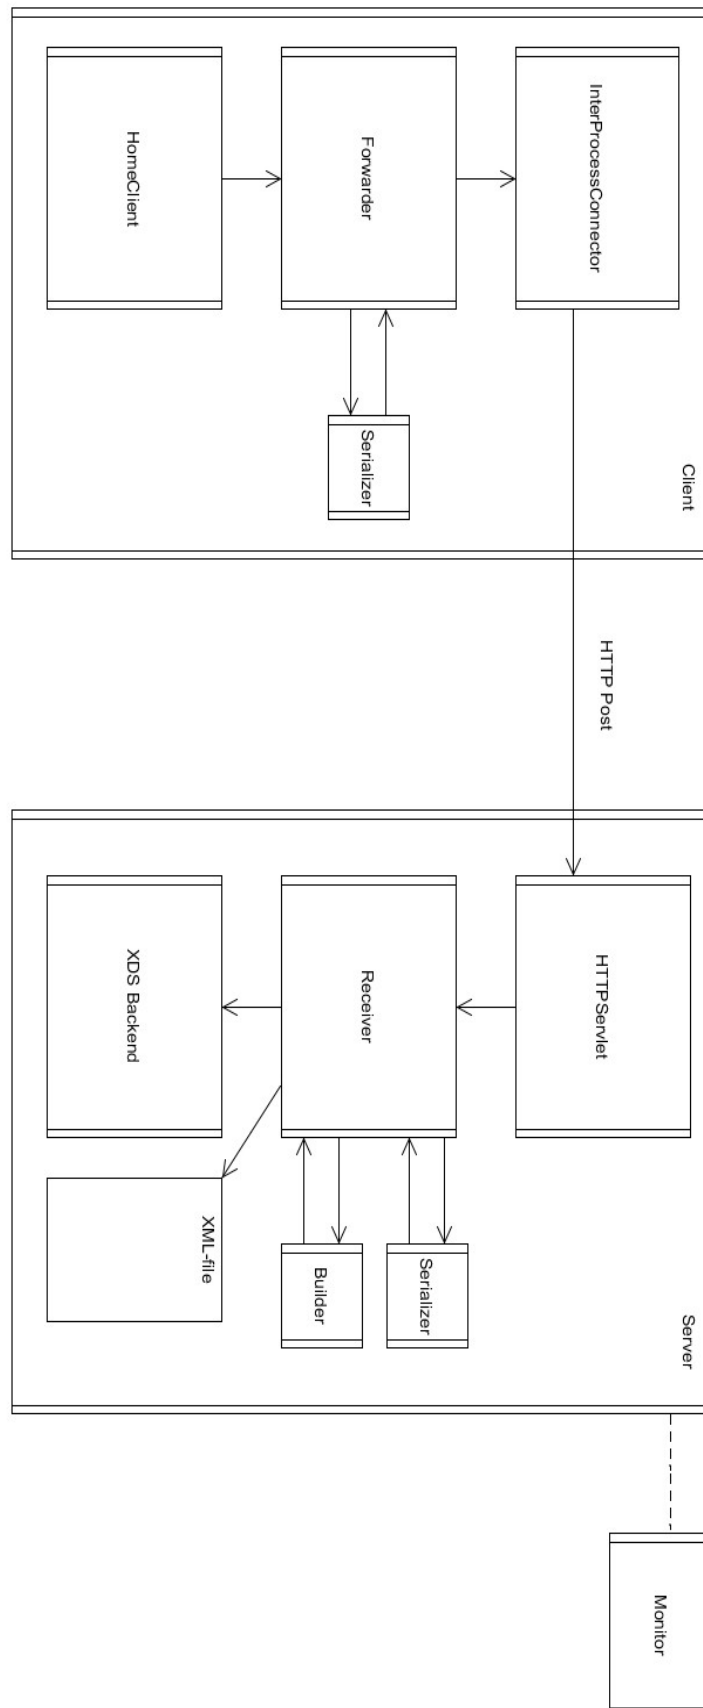 Client
InterProcessConnector
Forwarder
HomeClient
Serializer
HTTP Post
Server
HTTPServlet
Receiver
XDS Backend
Serializer
Builder
XML-file
Monitor